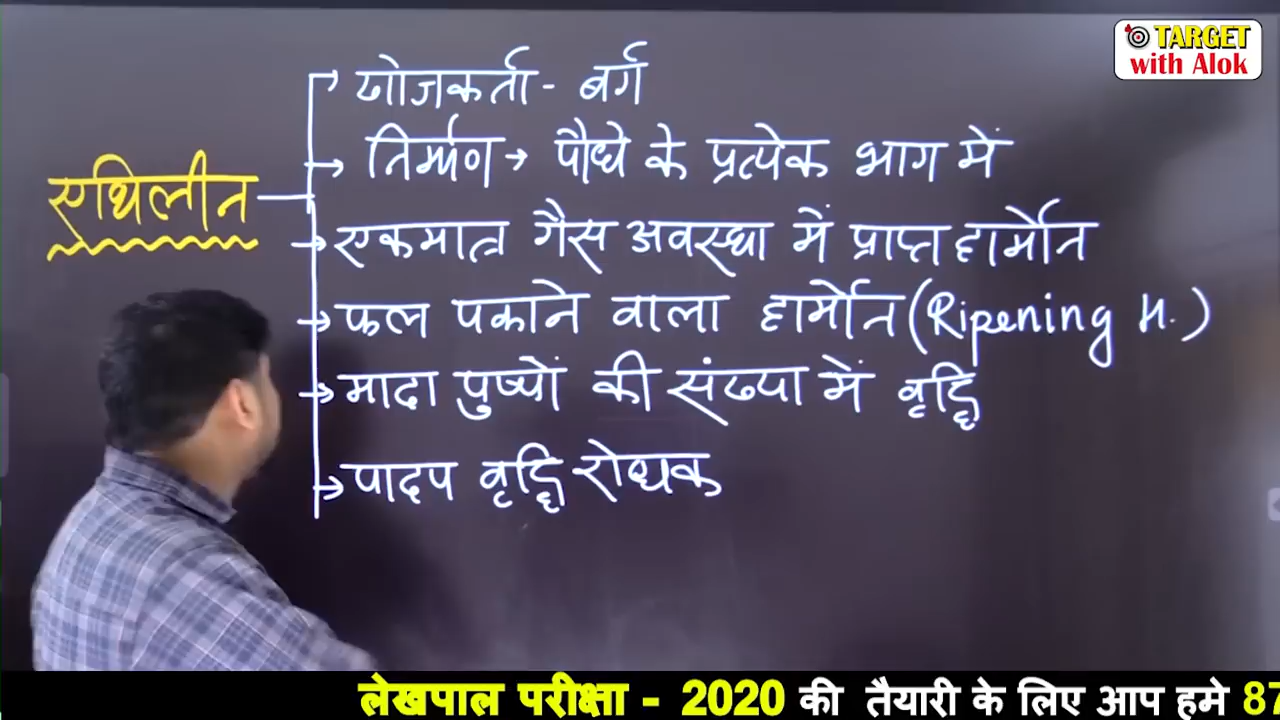 TARGET
with Alok
खोजकर्ता - बर्ग
एथिलीन
निर्माण → पौधे के प्रत्येक भाग में
एकमात्र गैस अवस्था में प्राप्त हार्मोन
फल पकाने वाला हार्मोन (Ripening H.)
मादा पुष्पों की संख्या में वृद्धि
पादप वृद्धि रोधक
लेखपाल परीक्षा - 2020 की तैयारी के लिए आप हमे 87